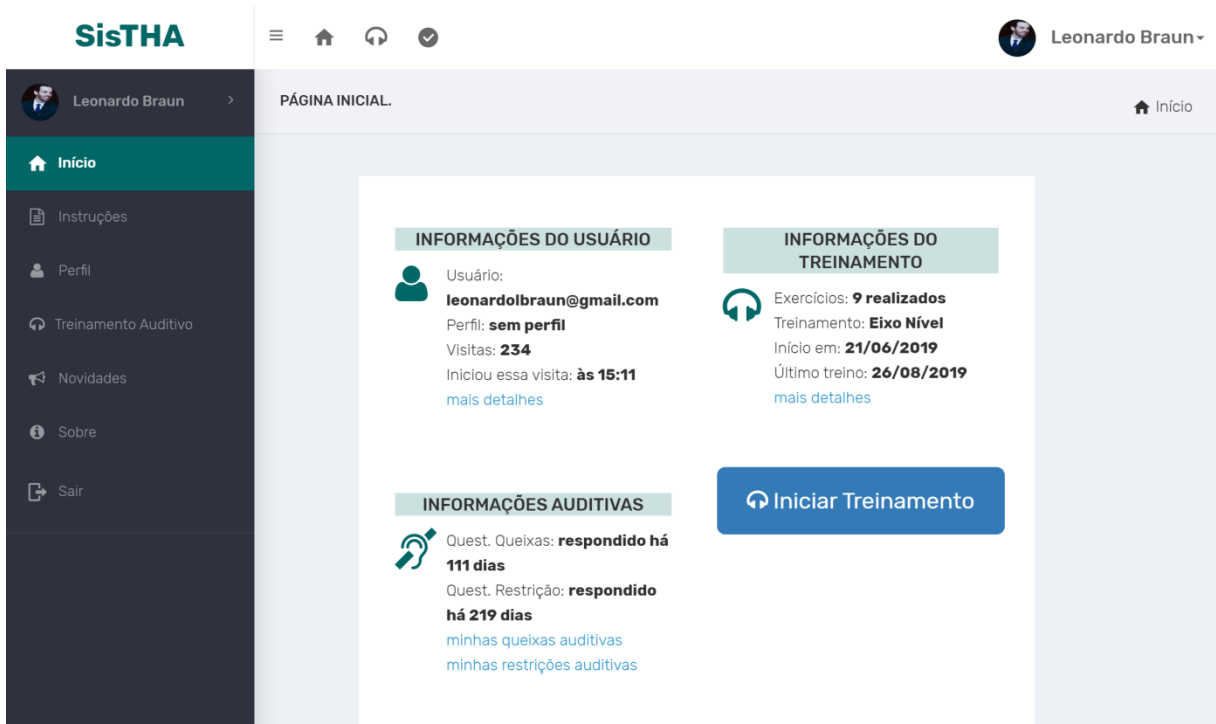 SisTHA
Leonardo Braun
Leonardo Braun
PÁGINA INICIAL.
Início
Início
Instruções
Perfil
Treinamento Auditivo
Novidades
Sobre
Sair
INFORMAÇÕES DO USUÁRIO
Usuário:
leonardolbraun@gmail.com
Perfil: sem perfil
Visitas: 234
Iniciou essa visita: às 15:11
mais detalhes
INFORMAÇÕES DO
TREINAMENTO
Exercícios: 9 realizados
Treinamento: Eixo Nível
Início em: 21/06/2019
Último treino: 26/08/2019
mais detalhes
INFORMAÇÕES AUDITIVAS
Quest. Queixas: respondido há
111 dias
Quest. Restrição: respondido
há 219 dias
minhas queixas auditivas
minhas restrições auditivas
Iniciar Treinamento